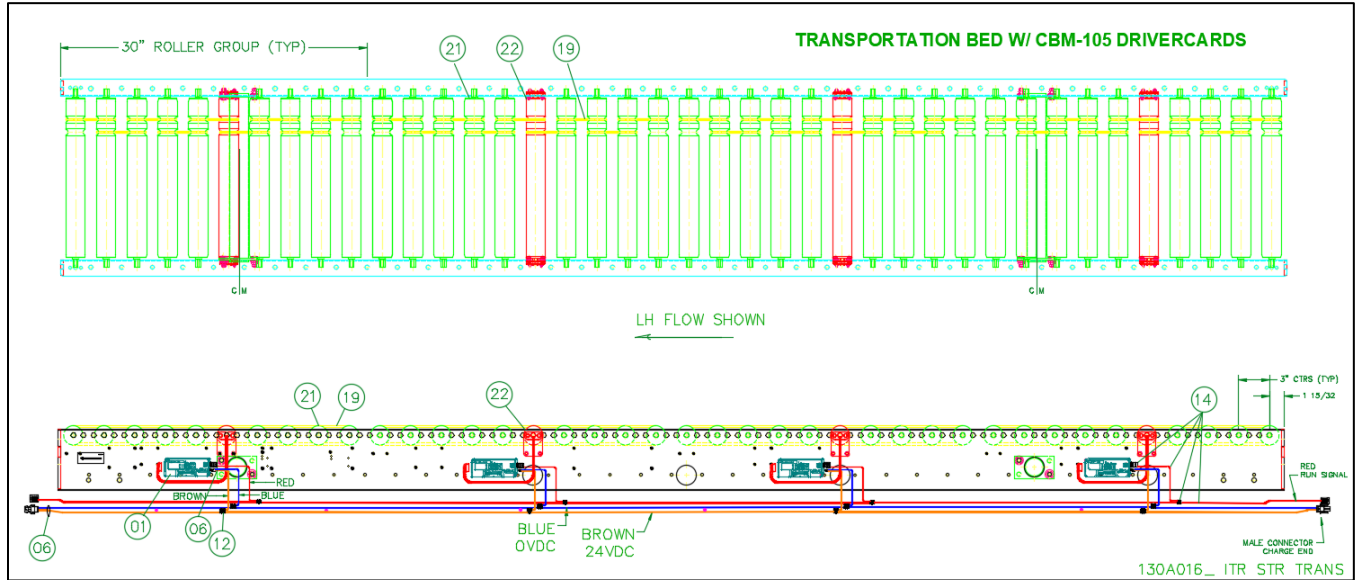 TRANSPORTATION BED W/ CBM-105 DRIVERCARDS
30" ROLLER GROUP (TYP)
21
22
19
C M
C M
LH FLOW SHOWN
21
19
22
14
3" CTRS (TYP)
1 15/32
RED
BROWN
BLUE
RED
RUN SIGNAL
01
06
12
06
BLUE
0VDC
BROWN
24VDC
MALE CONNECTOR
CHARGE END
130A016_ ITR STR TRANS